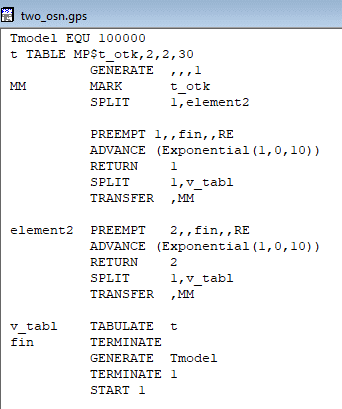 two_osn.gps
Tmodel EQU 100000
t TABLE MP$t_otk,2,2,30
GENERATE ,,,1
MM MARK t_otk
SPLIT 1,element2
PREEMPT 1,,fin,,RE
ADVANCE (Exponential(1,0,10))
RETURN 1
SPLIT 1,v_tabl
TRANSFER ,MM
element2 PREEMPT 2,,fin,,RE
ADVANCE (Exponential(1,0,10))
RETURN 2
SPLIT 1,v_tabl
TRANSFER ,MM
v_tabl TABULATE t
fin TERMINATE
GENERATE Tmodel
TERMINATE 1
START 1